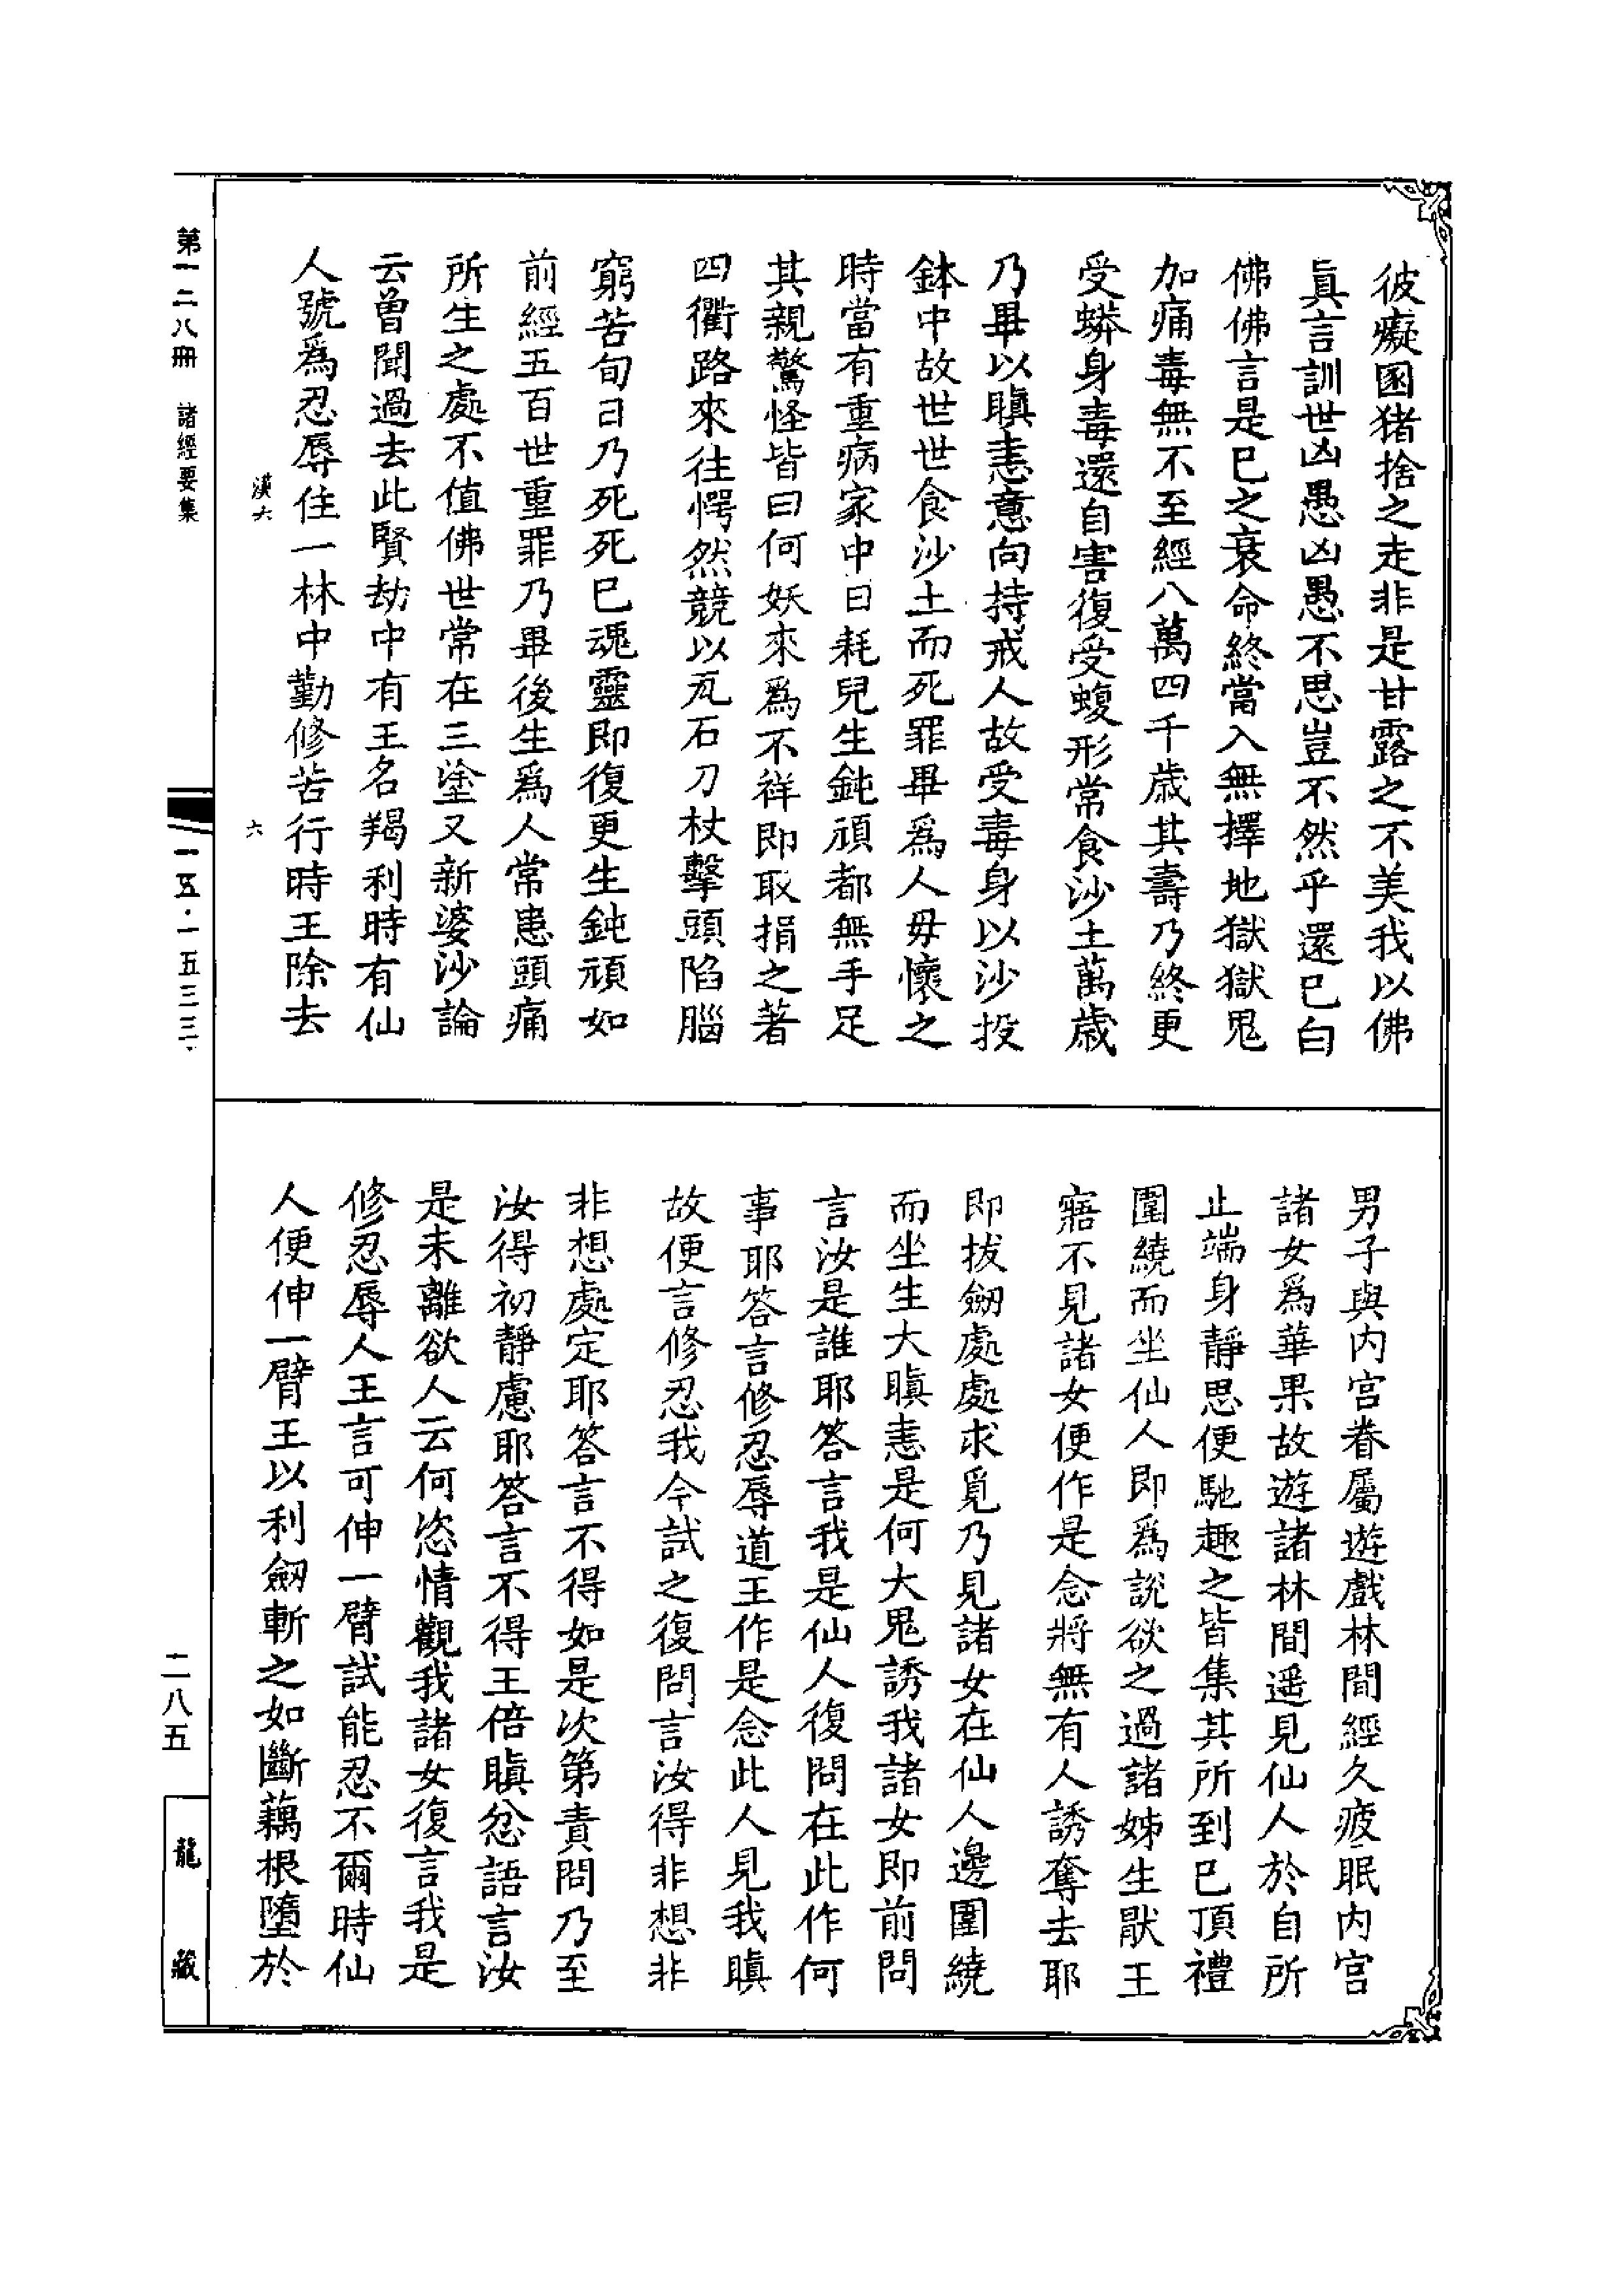 彼癡圂猪捨之走非是甘露之不美我以佛
眞言訓世凶愚凶愚不思豈不然乎還巳白
佛佛言是巳之衰命終當入無擇地獄獄鬼
加痛毒無不至經八萬四千歲其壽乃終更
受蟒身毒還自害復受蝮形常食沙土萬歲
乃畢以瞋恚意向持戒人故受毒身以沙投
鉢中故世世食沙土而死罪畢爲人毋懷之
時當有重病家中日耗兒生鈍頑都無手足
其親驚怪皆曰何妖來爲不祥即取捐之著
四衢路來往愕然競以瓦石刀杖擊頭陷腦
窮苦旬日乃死死巳魂靈即復更生鈍頑如
前經五百世重罪乃畢後生爲人常患頭痛
所生之處不值佛世常在三塗又新婆沙論
云曾聞過去此賢劫中有王名羯利時有仙
人號爲忍辱住一林中勤修苦行時王除去
漢六 六
男子與内宫眷屬遊戲林間經久疲眠内宫
諸女爲華果故遊諸林間遥見仙人於自所
止端身靜思便馳趣之皆集其所到巳頂禮
圍繞而坐仙人即爲說欲之過諸姊生厭王
寤不見諸女便作是念將無有人誘奪去耶
即拔劒處處求覓乃見諸女在仙人邊圍繞
而坐生大瞋恚是何大鬼誘我諸女即前問
言汝是誰耶答言我是仙人復問在此作何
事耶答言修忍辱道王作是念此人見我瞋
故便言修忍我今試之復問言汝得非想非
非想處定耶答言不得如是次第責問乃至
汝得初靜慮耶答言不得王倍瞋忿語言汝
是未離欲人云何恣情觀我諸女復言我是
修忍辱人王言可伸一臂試能忍不爾時仙
人便伸一臂王以利劒斬之如斷藕根墮於
第一二八冊 諸經要集
一五·一五三三
二八五
龍藏